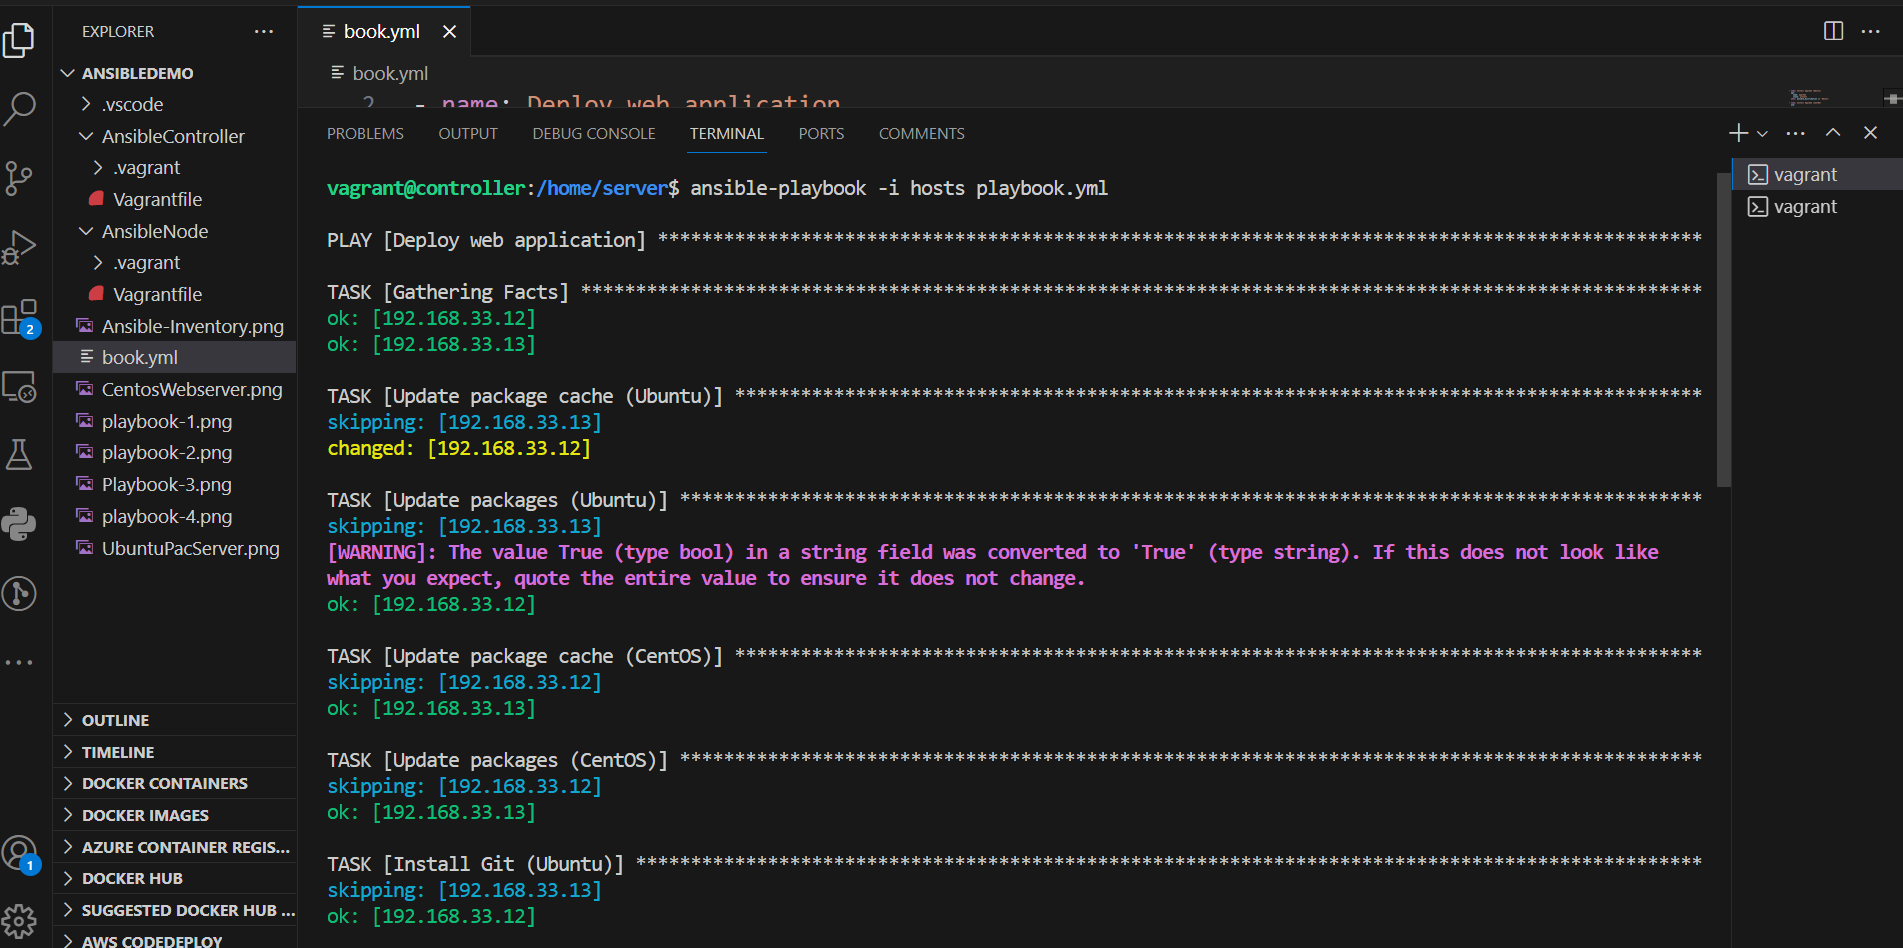 EXPLORER
ANSIBLEDEMO
.vscode
AnsibleController
.vagrant
Vagrantfile
AnsibleNode
.vagrant
Vagrantfile
Ansible-Inventory.png
book.yml
CentosWebserver.png
playbook-1.png
playbook-2.png
Playbook-3.png
playbook-4.png
UbuntuPacServer.png
OUTLINE
TIMELINE
DOCKER CONTAINERS
DOCKER IMAGES
AZURE CONTAINER REGIS...
DOCKER HUB
SUGGESTED DOCKER HUB ...
AWS CODEDEPLOY
2
1
book.yml
book.yml
2 - name: Deploy web application
PROBLEMS OUTPUT DEBUG CONSOLE TERMINAL PORTS COMMENTS
vagrant@controller:/home/server$ ansible-playbook -i hosts playbook.yml
PLAY [Deploy web application] ***********************************************************************************************
TASK [Gathering Facts] ******************************************************************************************************
ok: [192.168.33.12]
ok: [192.168.33.13]
TASK [Update package cache (Ubuntu)] ****************************************************************************************
skipping: [192.168.33.13]
changed: [192.168.33.12]
TASK [Update packages (Ubuntu)] *********************************************************************************************
skipping: [192.168.33.13]
[WARNING]: The value True (type bool) in a string field was converted to 'True' (type string). If this does not look like
what you expect, quote the entire value to ensure it does not change.
ok: [192.168.33.12]
TASK [Update package cache (CentOS)] ****************************************************************************************
skipping: [192.168.33.12]
ok: [192.168.33.13]
TASK [Update packages (CentOS)] *********************************************************************************************
skipping: [192.168.33.12]
ok: [192.168.33.13]
TASK [Install Git (Ubuntu)] *************************************************************************************************
skipping: [192.168.33.13]
ok: [192.168.33.12]
vagrant
vagrant